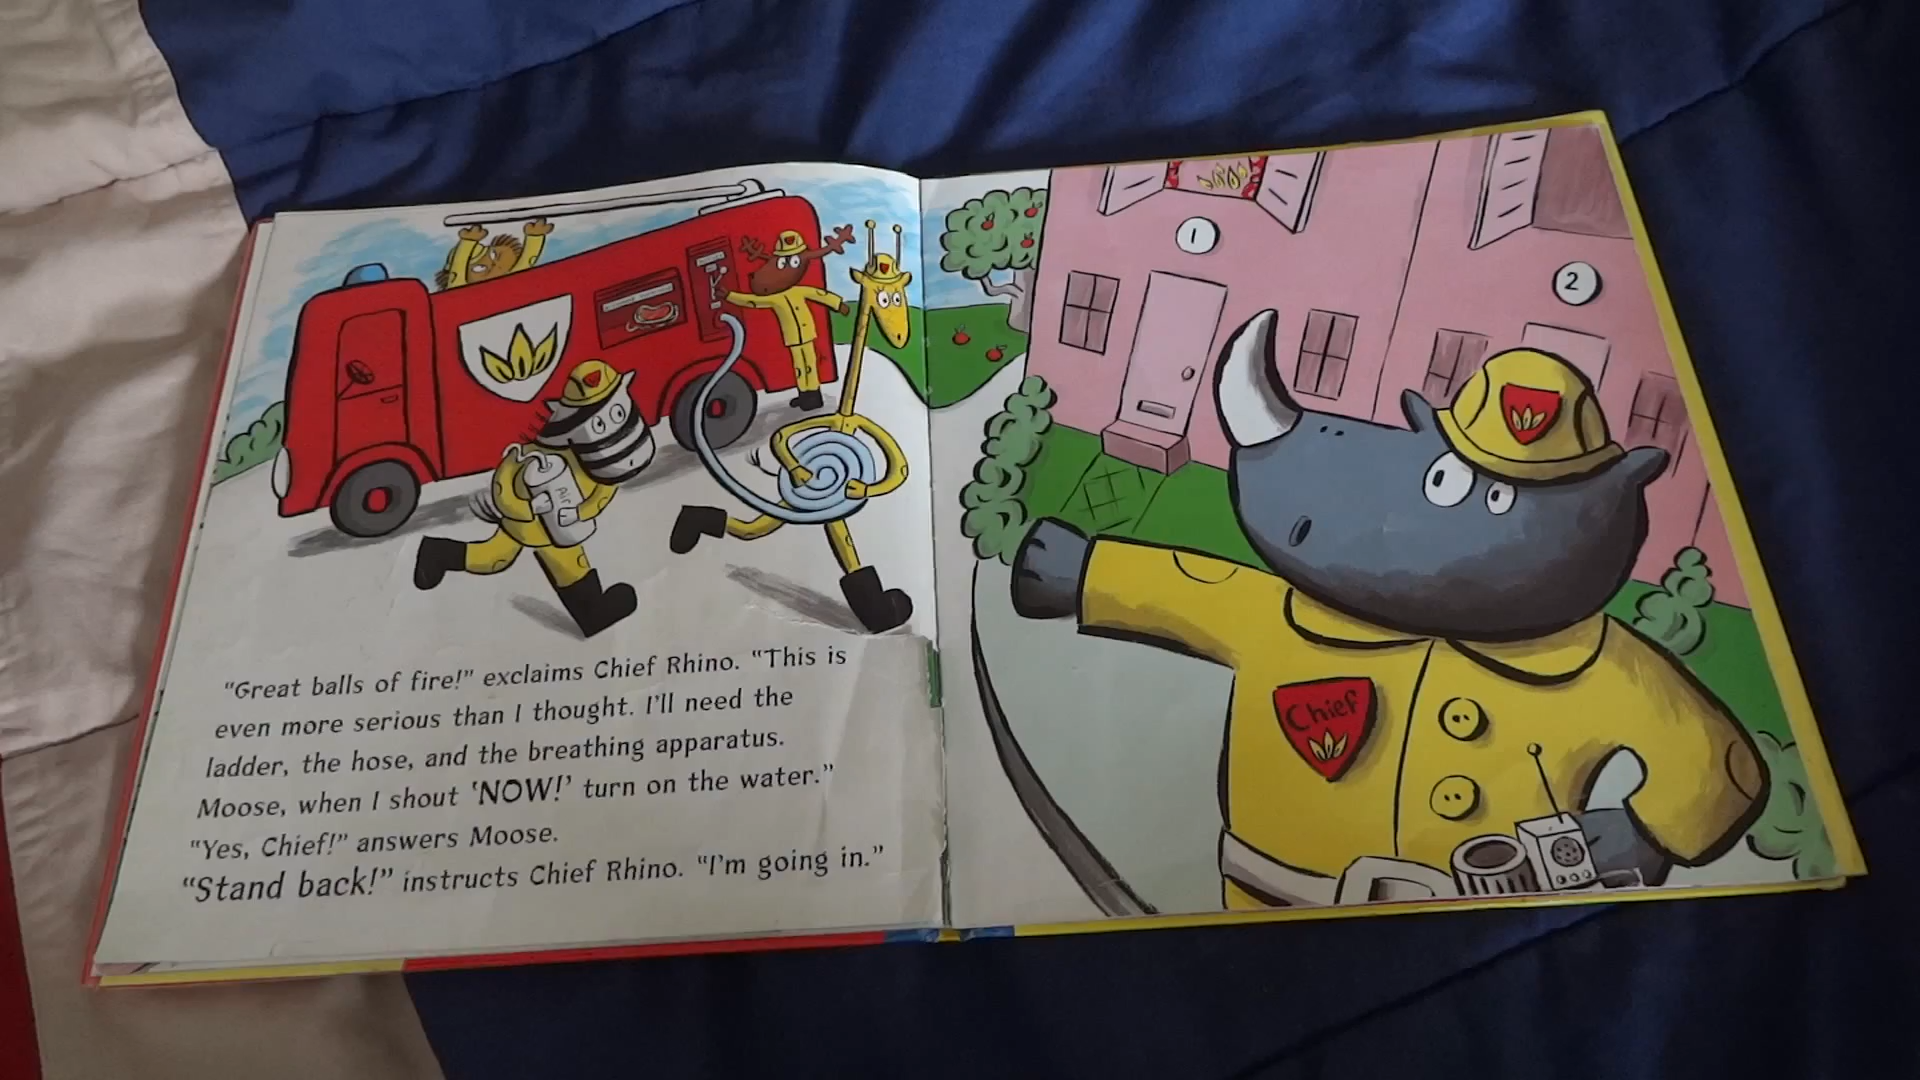 "Great balls of fire!" exclaims Chief Rhino. "This is
even more serious than I thought. I'll need the
ladder, the hose, and the breathing apparatus.
Moose, when I shout 'NOW!' turn on the water."
"Yes, Chief!" answers Moose.
"Stand back!" instructs Chief Rhino. "I'm going in."
Air
1
2
Chief